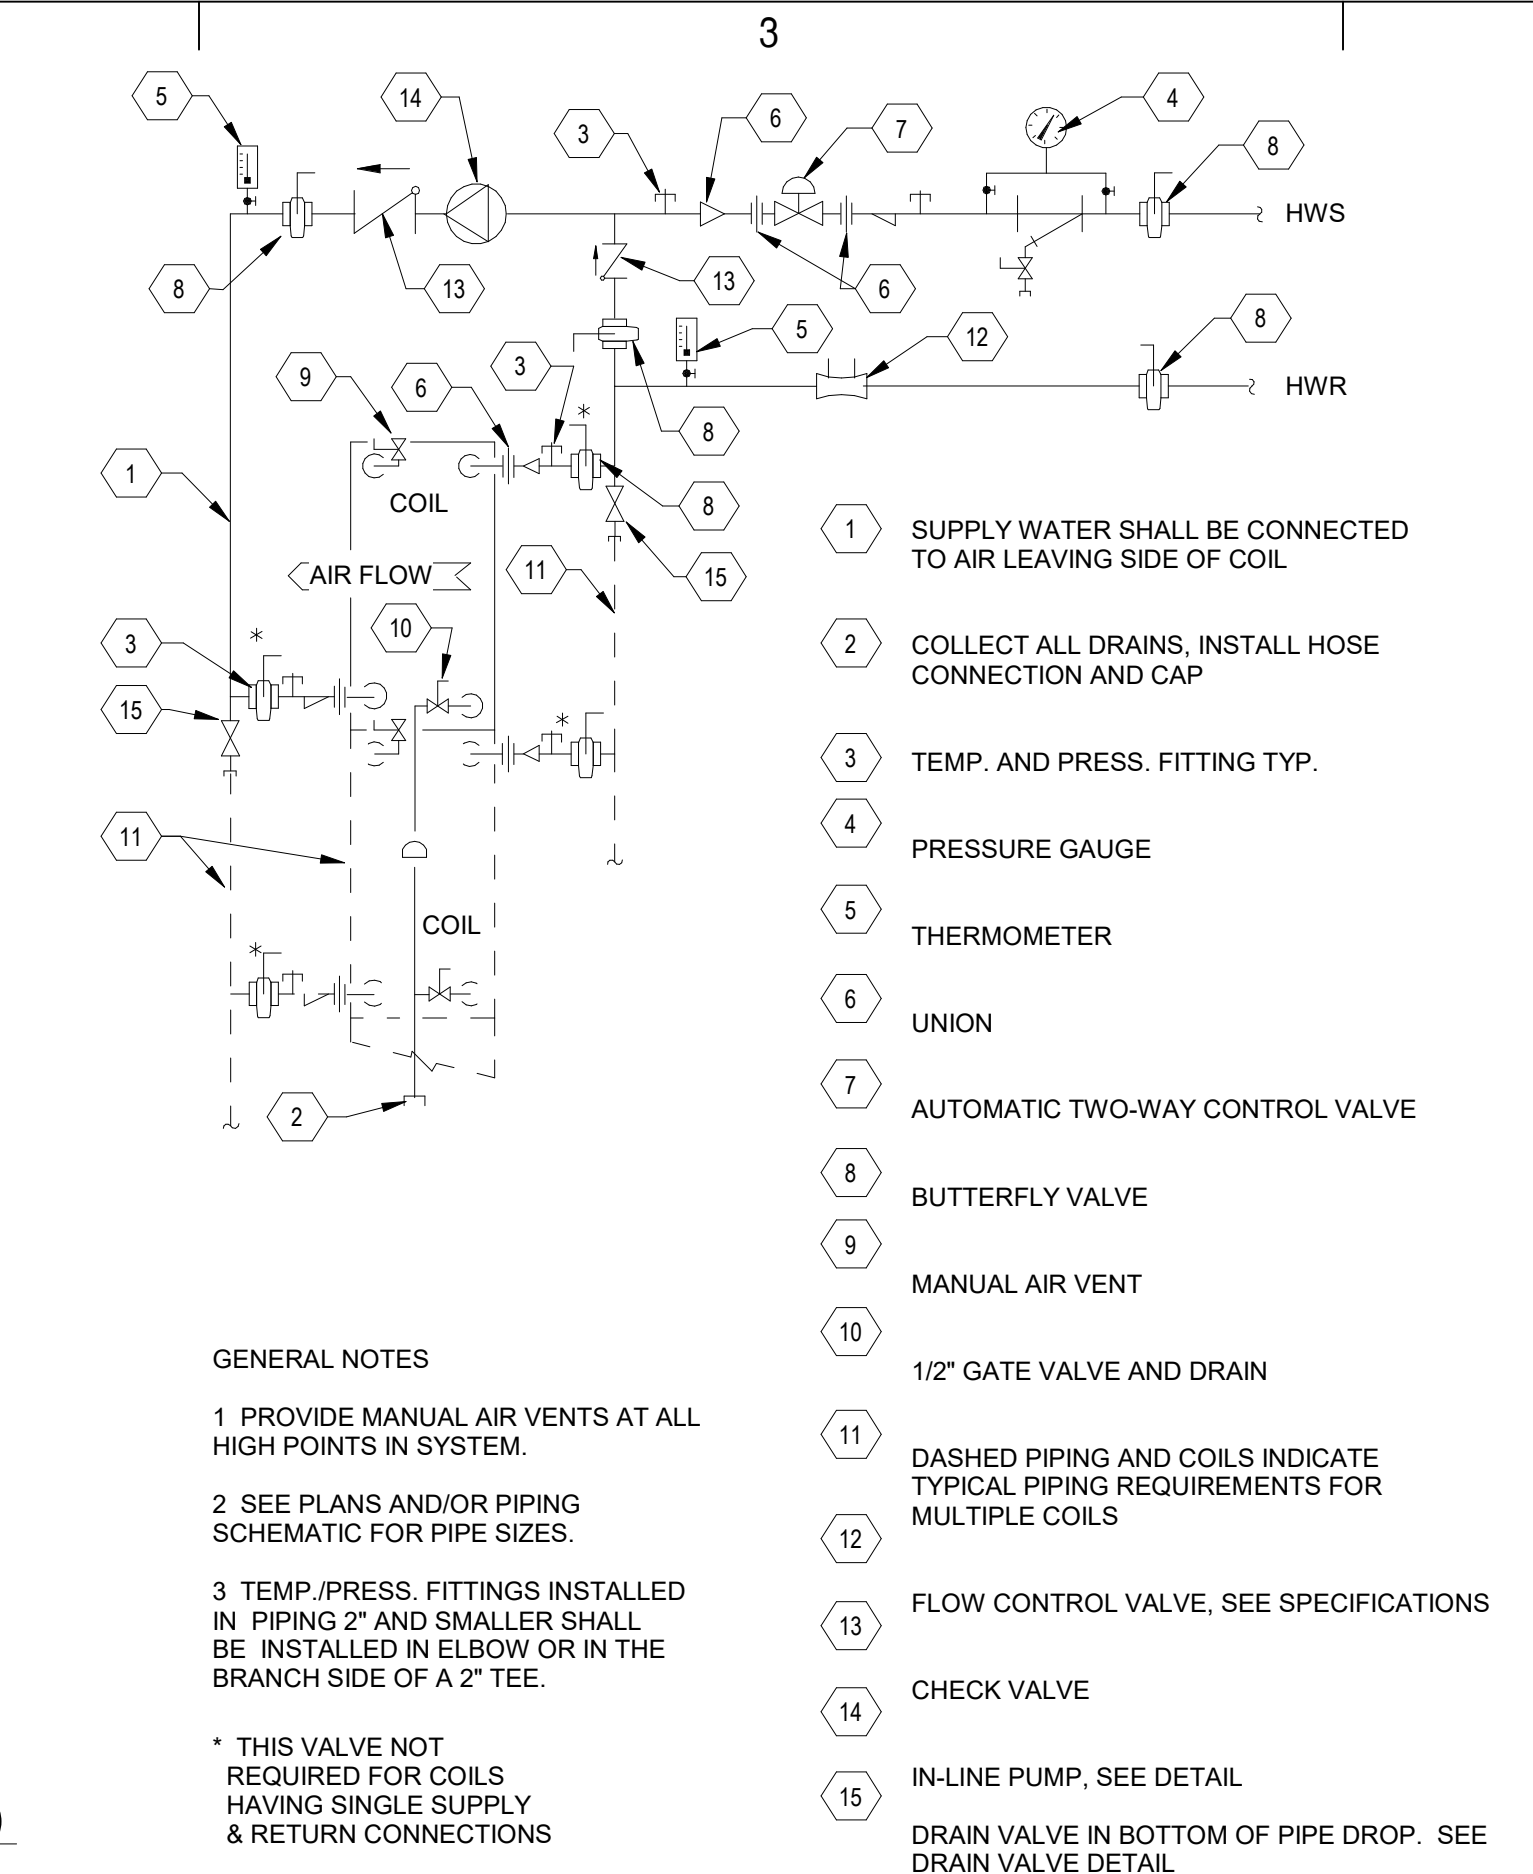 3
5
14
3
6
7
4
8
HWS
8
13
13
6
5
12
8
HWR
9
6
3
8
*
1
COIL
8
AIR FLOW
11
15
10
3
*
15
*
11
COIL
*
2
1
SUPPLY WATER SHALL BE CONNECTED
TO AIR LEAVING SIDE OF COIL
2
COLLECT ALL DRAINS, INSTALL HOSE
CONNECTION AND CAP
3
TEMP. AND PRESS. FITTING TYP.
4
PRESSURE GAUGE
5
THERMOMETER
6
UNION
7
AUTOMATIC TWO-WAY CONTROL VALVE
8
BUTTERFLY VALVE
9
MANUAL AIR VENT
10
1/2" GATE VALVE AND DRAIN
11
DASHED PIPING AND COILS INDICATE
TYPICAL PIPING REQUIREMENTS FOR
MULTIPLE COILS
12
FLOW CONTROL VALVE, SEE SPECIFICATIONS
13
CHECK VALVE
14
IN-LINE PUMP, SEE DETAIL
15
DRAIN VALVE IN BOTTOM OF PIPE DROP. SEE
DRAIN VALVE DETAIL
GENERAL NOTES
1 PROVIDE MANUAL AIR VENTS AT ALL
HIGH POINTS IN SYSTEM.
2 SEE PLANS AND/OR PIPING
SCHEMATIC FOR PIPE SIZES.
3 TEMP./PRESS. FITTINGS INSTALLED
IN PIPING 2" AND SMALLER SHALL
BE INSTALLED IN ELBOW OR IN THE
BRANCH SIDE OF A 2" TEE.
* THIS VALVE NOT
REQUIRED FOR COILS
HAVING SINGLE SUPPLY
& RETURN CONNECTIONS